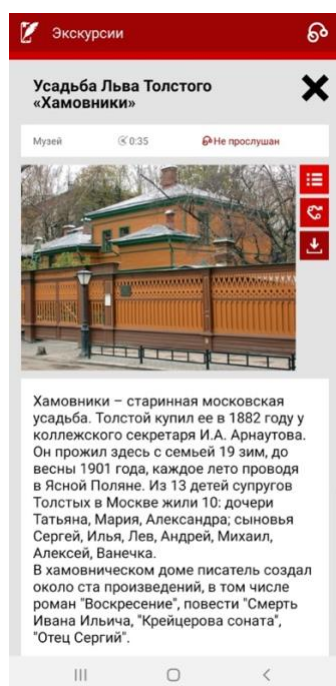 Экскурсии
Усадьба Льва Толстого
«Хамовники»
Музей
0:35
Не прослушан
Хамовники – старинная московская
усадьба. Толстой купил ее в 1882 году у
коллежского секретаря И.А. Арнаутова.
Он прожил здесь с семьей 19 зим, до
весны 1901 года, каждое лето проводя
в Ясной Поляне. Из 13 детей супругов
Толстых в Москве жили 10: дочери
Татьяна, Мария, Александра; сыновья
Сергей, Илья, Лев, Андрей, Михаил,
Алексей, Ванечка.
В хамовническом доме писатель создал
около ста произведений, в том числе
роман "Воскресение", повести "Смерть
Ивана Ильича, "Крейцерова соната",
"Отец Сергий".